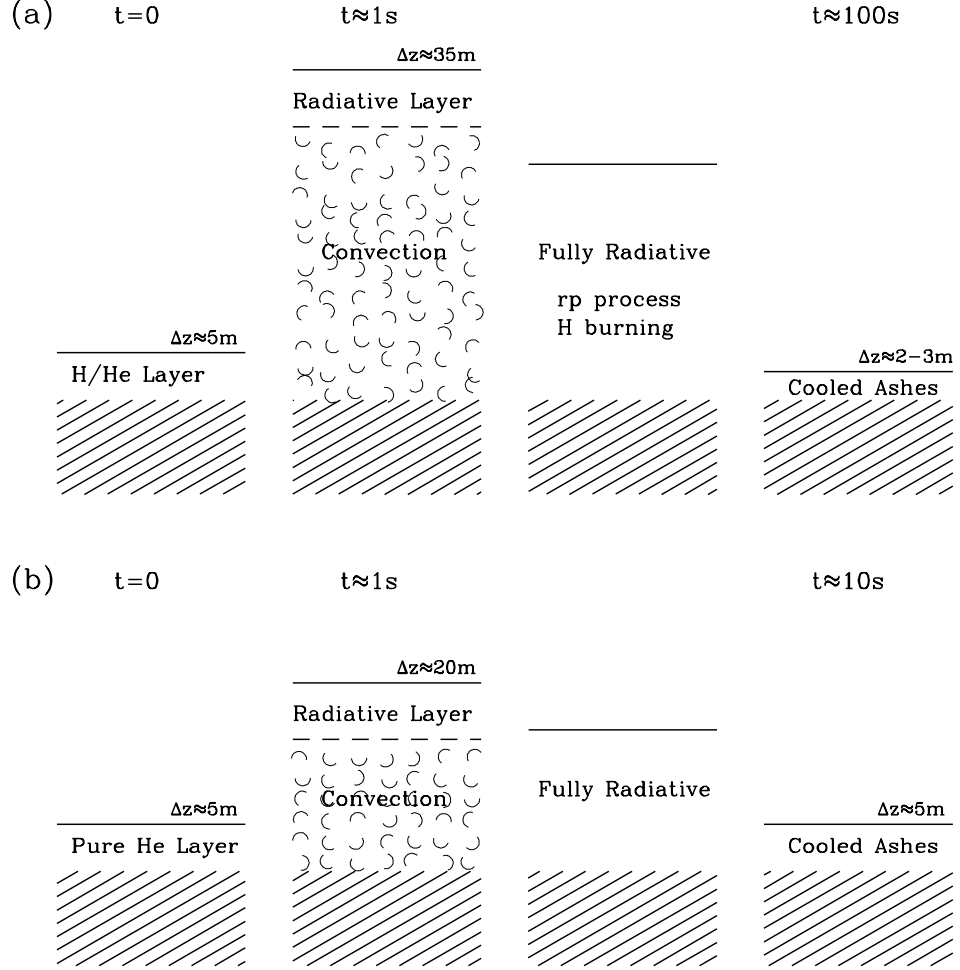 (a) t=0 t≈1s t≈100s
Δz≈35m
Radiative Layer
Convection Fully Radiative
rp process
H burning
Δz≈5m
Δz≈2−3m
H/He Layer
Cooled Ashes
(b) t=0 t≈1s t≈10s
Δz≈20m
Radiative Layer
Fully Radiative
Convection
Δz≈5m Δz≈5m
Pure He Layer Cooled Ashes